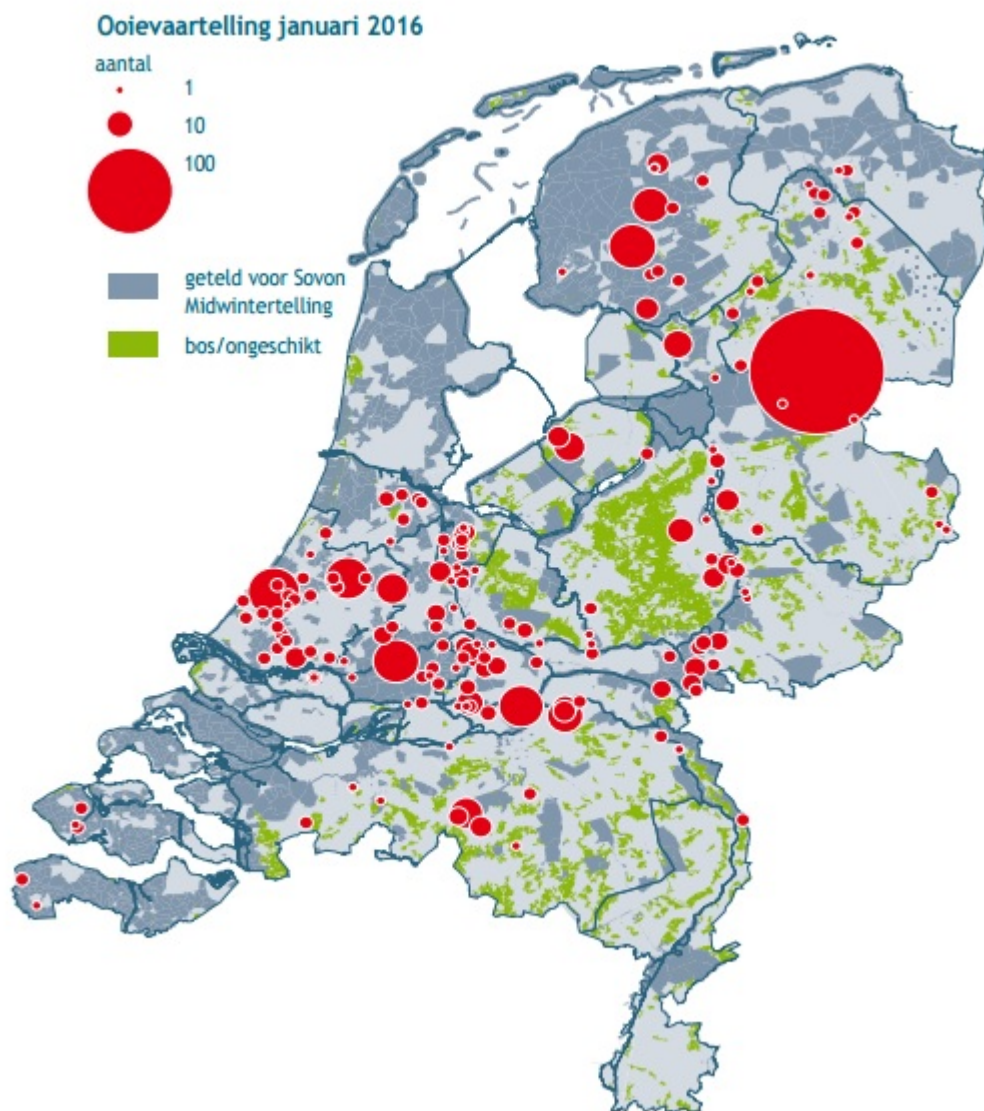 Ooievaartelling januari 2016
aantal
1
10
100
geteld voor Sovon
Midwintertelling
bos/ongeschikt